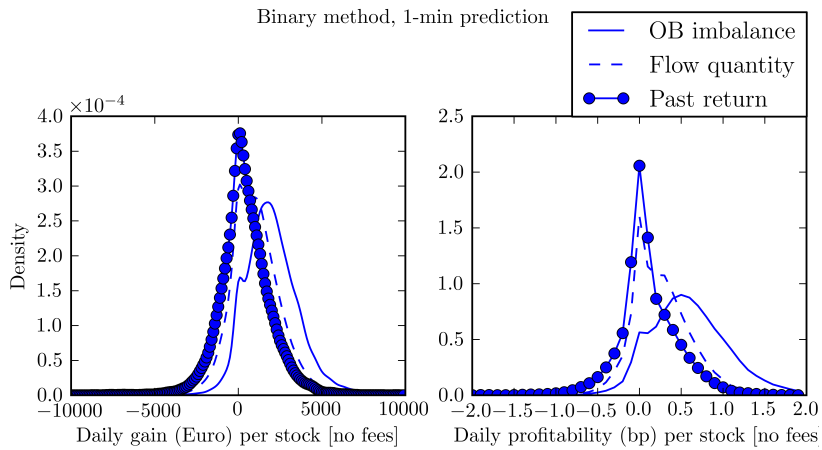 Binary method, 1-min prediction
OB imbalance
Flow quantity
Past return
×10−4
4.0
3.5
3.0
2.5
2.0
1.5
1.0
0.5
0.0
Density
−10000 −5000 0 5000 10000
Daily gain (Euro) per stock [no fees]
2.5
2.0
1.5
1.0
0.5
0.0
−2.0 −1.5 −1.0 −0.5 0.0 0.5 1.0 1.5 2.0
Daily profitability (bp) per stock [no fees]